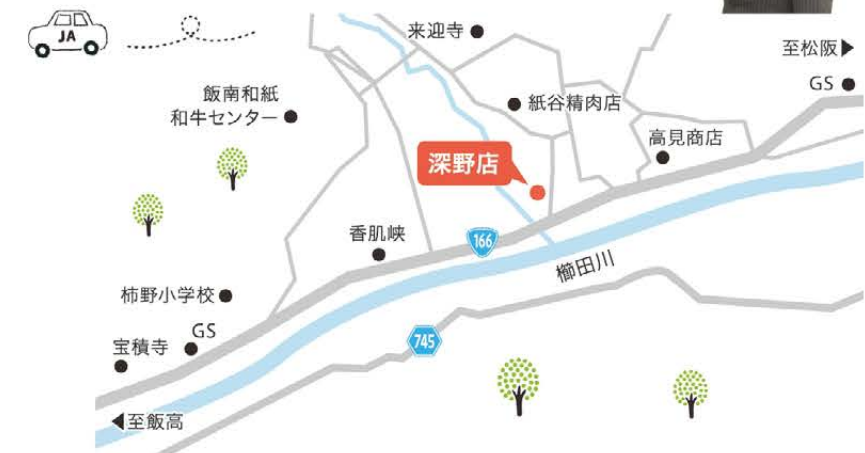 JA
来迎寺
至松阪▶
GS
飯南和紙
和牛センター
紙谷精肉店
高見商店
深野店
香肌峡
166
櫛田川
柿野小学校
GS
745
宝積寺
◀至飯高